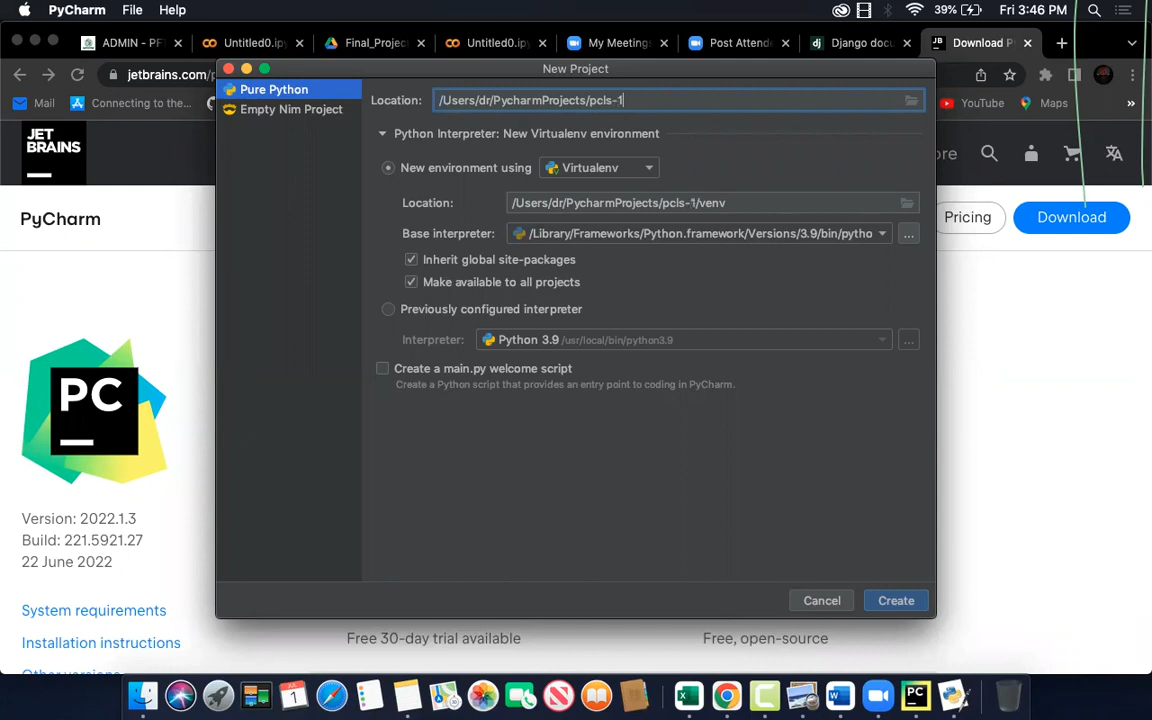 PyCharm File Help 39% Fri 3:46 PM
ADMIN - PFT Untitled0.ipy Final_Projec Untitled0.ipy My Meeting Post Attende Django docu JB Download P
jetbrains.com/p
Mail Connecting to the YouTube Maps »
New Project
Pure Python
Empty Nim Project
Location: /Users/dr/PycharmProjects/pcls-1
Python Interpreter: New Virtualenv environment
New environment using Virtualenv
Location: /Users/dr/PycharmProjects/pcls-1/venv
Base interpreter: /Library/Frameworks/Python.framework/Versions/3.9/bin/pytho ...
Inherit global site-packages
Make available to all projects
Previously configured interpreter
Interpreter: Python 3.9 /usr/local/bin/python3.9 ...
Create a main.py welcome script
Create a Python script that provides an entry point to coding in PyCharm.
Cancel Create
JET
BRAINS
ore
PyCharm
Pricing Download
PC
Version: 2022.1.3
Build: 221.5921.27
22 June 2022
System requirements
Installation instructions
Other versions
Free 30-day trial available Free, open-source
PC